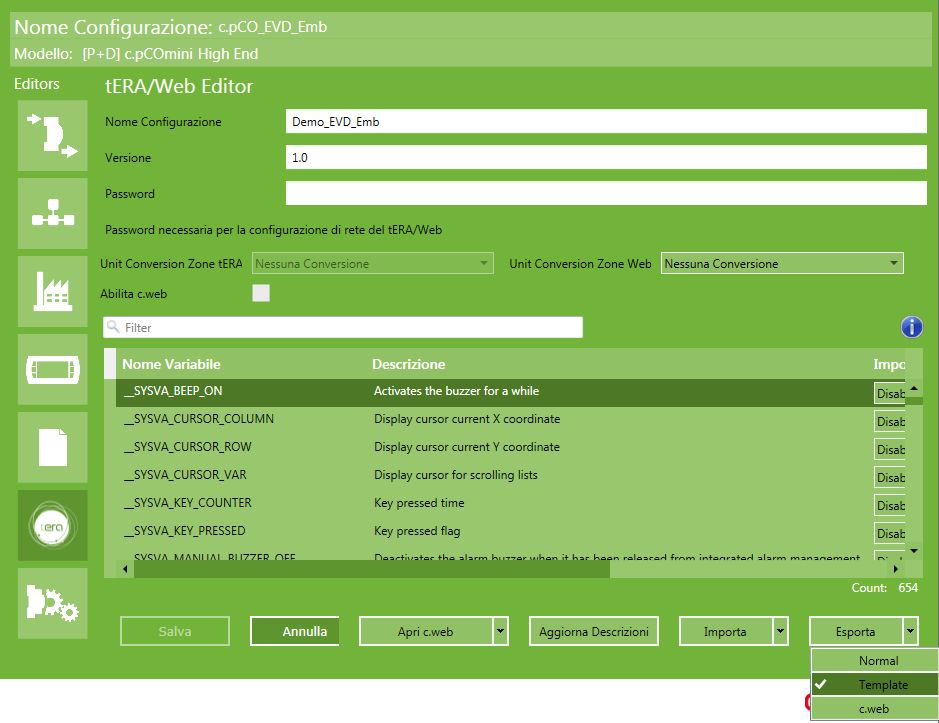 Nome Configurazione: c.pCO_EVD_Emb
Modello: [P+D] c.pCOmini High End
Editors
tERA/Web Editor
Nome Configurazione
Demo_EVD_Emb
Versione
1.0
Password
Password necessaria per la configurazione di rete del tERA/Web
Unit Conversion Zone tERA
Nessuna Conversione
Unit Conversion Zone Web
Nessuna Conversione
Abilita c.web
Filter
Nome Variabile Descrizione Impo
__SYSVA_BEEP_ON Activates the buzzer for a while Disab
__SYSVA_CURSOR_COLUMN Display cursor current X coordinate Disab
__SYSVA_CURSOR_ROW Display cursor current Y coordinate Disab
__SYSVA_CURSOR_VAR Display cursor for scrolling lists Disab
__SYSVA_KEY_COUNTER Key pressed time Disab
__SYSVA_KEY_PRESSED Key pressed flag Disab
__SYSVA_MANUAL_BUZZER_OFF Deactivates the alarm buzzer when it has been released from integrated alarm management
tera
Count: 654
Salva
Annulla
Apri c.web
Aggiorna Descrizioni
Importa
Esporta
Normal
Template
c.web